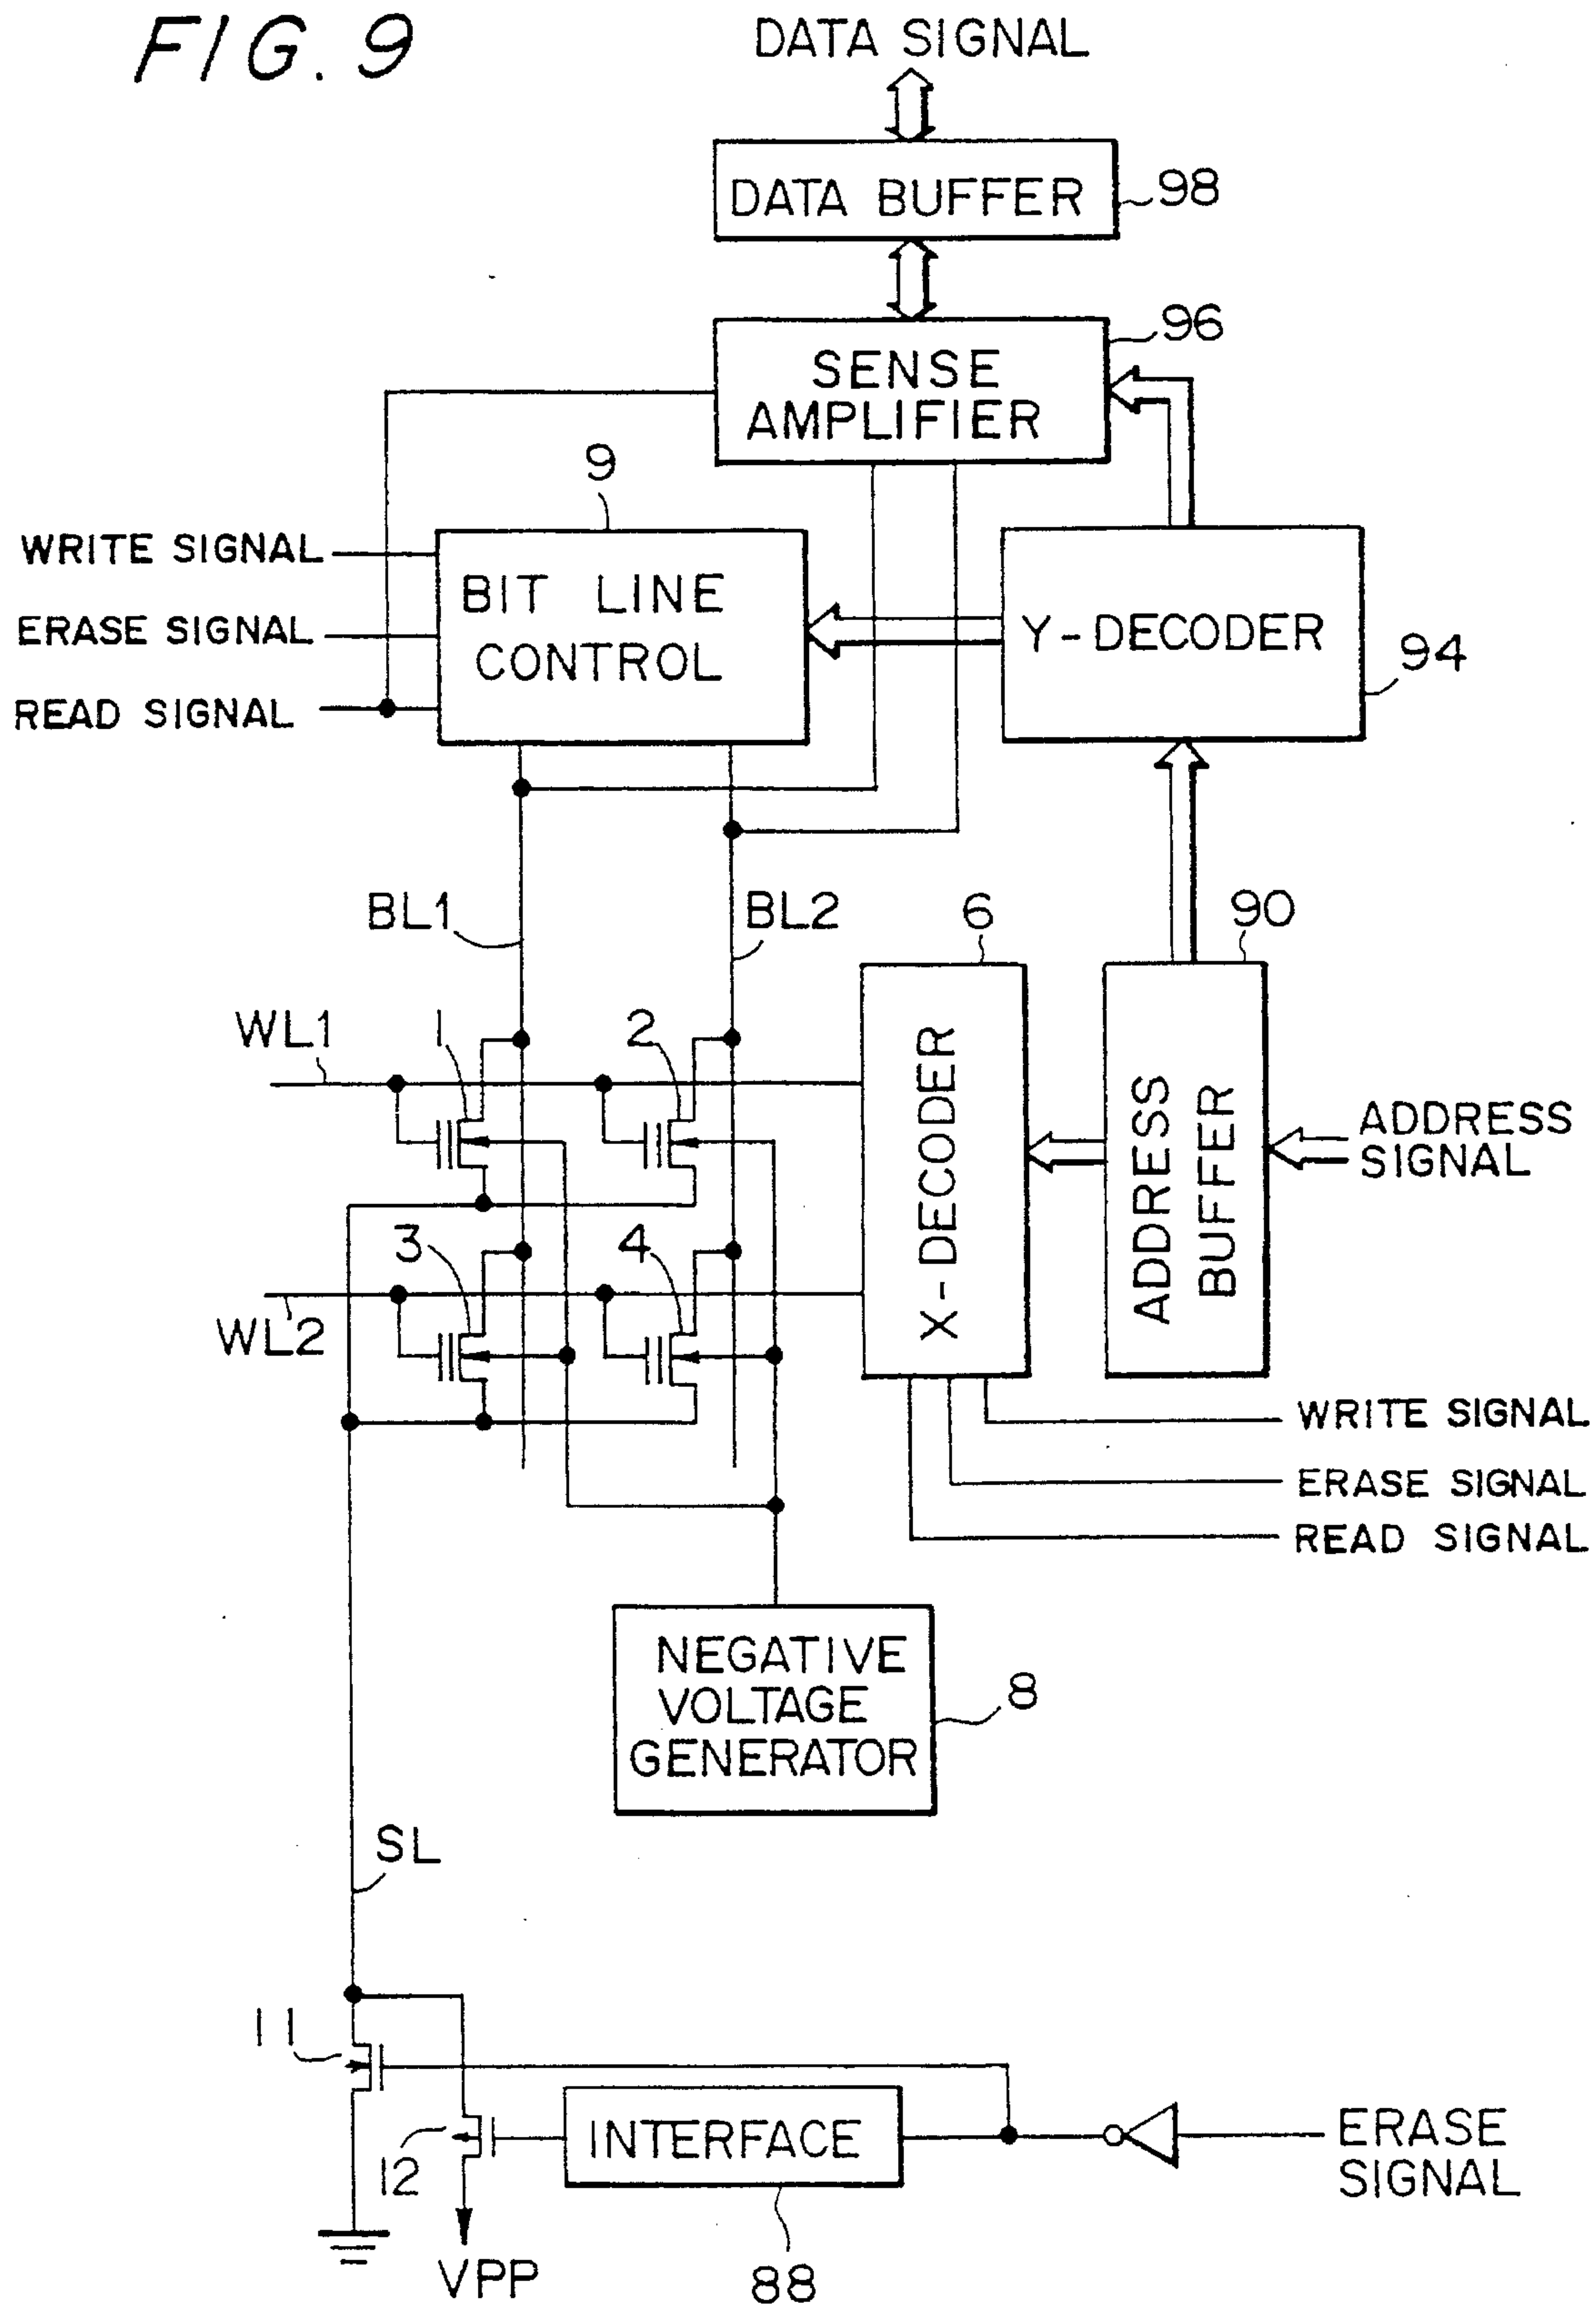 FIG. 9
DATA SIGNAL
DATA BUFFER
98
SENSE
AMPLIFIER
96
9
WRITE SIGNAL
ERASE SIGNAL
READ SIGNAL
BIT LINE
CONTROL
Y-DECODER
94
BL1
BL2
6
90
WL1
1
2
X-DECODER
ADDRESS
BUFFER
ADDRESS
SIGNAL
3
4
WL2
WRITE SIGNAL
ERASE SIGNAL
READ SIGNAL
NEGATIVE
VOLTAGE
GENERATOR
8
SL
11
12
INTERFACE
88
ERASE
SIGNAL
VPP